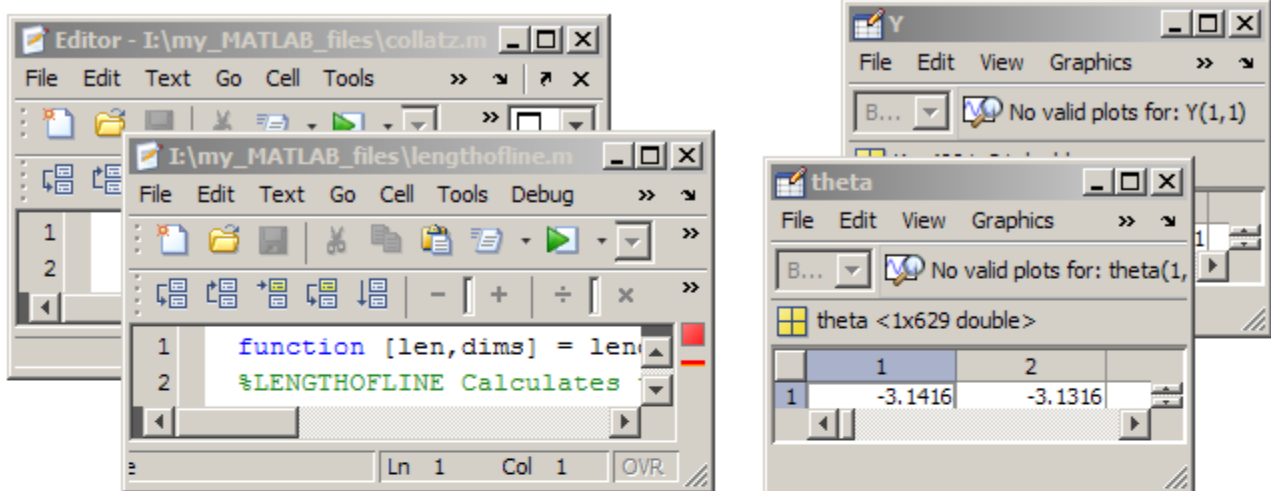 Editor - I:\my_MATLAB_files\collatz.m
File Edit Text Go Cell Tools » 
1
2
I:\my_MATLAB_files\lengthofline.m
File Edit Text Go Cell Tools Debug »
»
- + ÷ × »
1 function [len,dims] =
2 %LENGTHOFLINE Calculates
Ln 1 Col 1 OVR
Y
File Edit View Graphics »
B... No valid plots for: Y(1,1)
theta
File Edit View Graphics »
B... No valid plots for: theta(1,
theta <1x629 double>
1 2
1 -3.1416 -3.1316